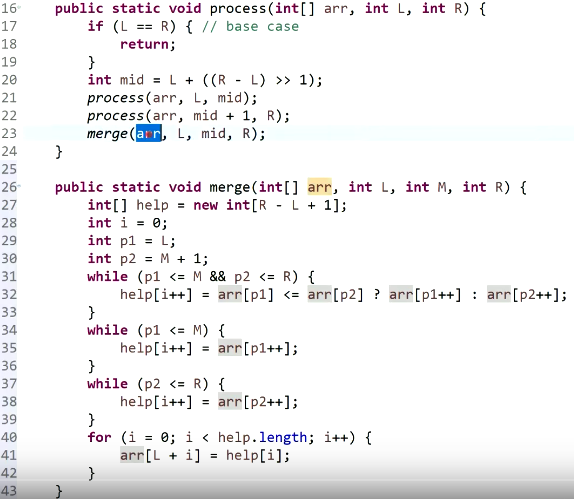 16 public static void process(int[] arr, int L, int R) {
17 if (L == R) { // base case
18 return;
19 }
20 int mid = L + ((R - L) >> 1);
21 process(arr, L, mid);
22 process(arr, mid + 1, R);
23 merge(arr, L, mid, R);
24 }
25
26 public static void merge(int[] arr, int L, int M, int R) {
27 int[] help = new int[R - L + 1];
28 int i = 0;
29 int p1 = L;
30 int p2 = M + 1;
31 while (p1 <= M && p2 <= R) {
32 help[i++] = arr[p1] <= arr[p2] ? arr[p1++] : arr[p2++];
33 }
34 while (p1 <= M) {
35 help[i++] = arr[p1++];
36 }
37 while (p2 <= R) {
38 help[i++] = arr[p2++];
39 }
40 for (i = 0; i < help.length; i++) {
41 arr[L + i] = help[i];
42 }
43 }